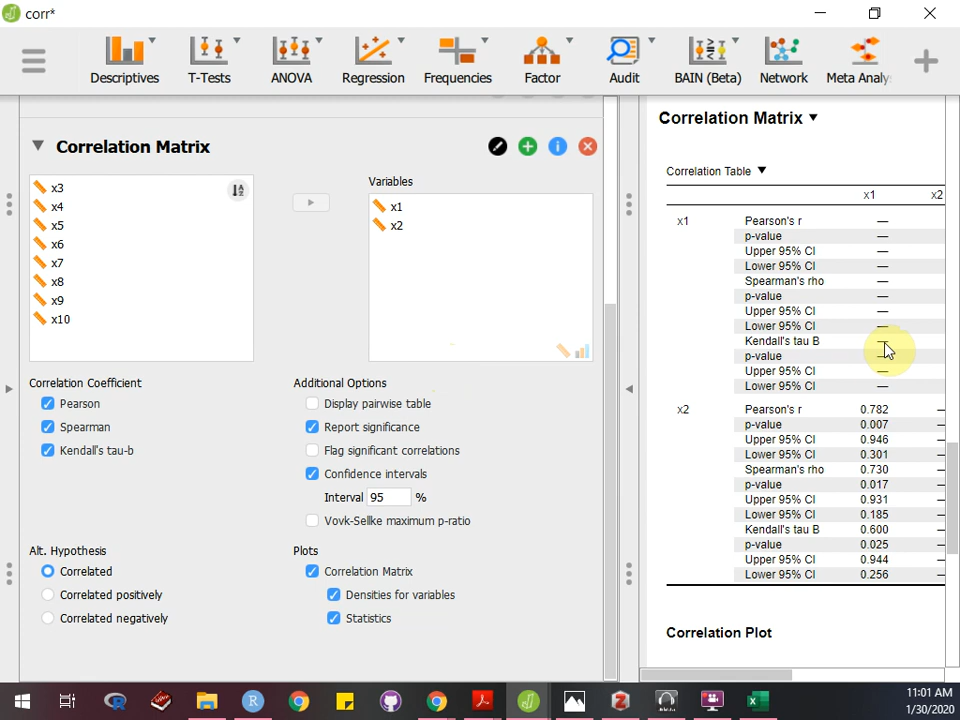 corr*
Descriptives
T-Tests
ANOVA
Regression
Frequencies
Factor
Audit
BAIN (Beta)
Network
Meta Analy
Correlation Matrix
x3
x4
x5
x6
x7
x8
x9
x10
Variables
x1
x2
Correlation Coefficient
Pearson
Spearman
Kendall's tau-b
Additional Options
Display pairwise table
Report significance
Flag significant correlations
Confidence intervals
Interval 95 %
Vovk-Sellke maximum p-ratio
Alt. Hypothesis
Correlated
Correlated positively
Correlated negatively
Plots
Correlation Matrix
Densities for variables
Statistics
Correlation Matrix
Correlation Table
x1 x2
x1 Pearson's r —
p-value —
Upper 95% CI —
Lower 95% CI —
Spearman's rho —
p-value —
Upper 95% CI —
Lower 95% CI —
Kendall's tau B —
p-value —
Upper 95% CI —
Lower 95% CI —
x2 Pearson's r 0.782 —
p-value 0.007 —
Upper 95% CI 0.946 —
Lower 95% CI 0.301 —
Spearman's rho 0.730 —
p-value 0.017 —
Upper 95% CI 0.931 —
Lower 95% CI 0.185 —
Kendall's tau B 0.600 —
p-value 0.025 —
Upper 95% CI 0.944 —
Lower 95% CI 0.256 —
Correlation Plot
11:01 AM
1/30/2020